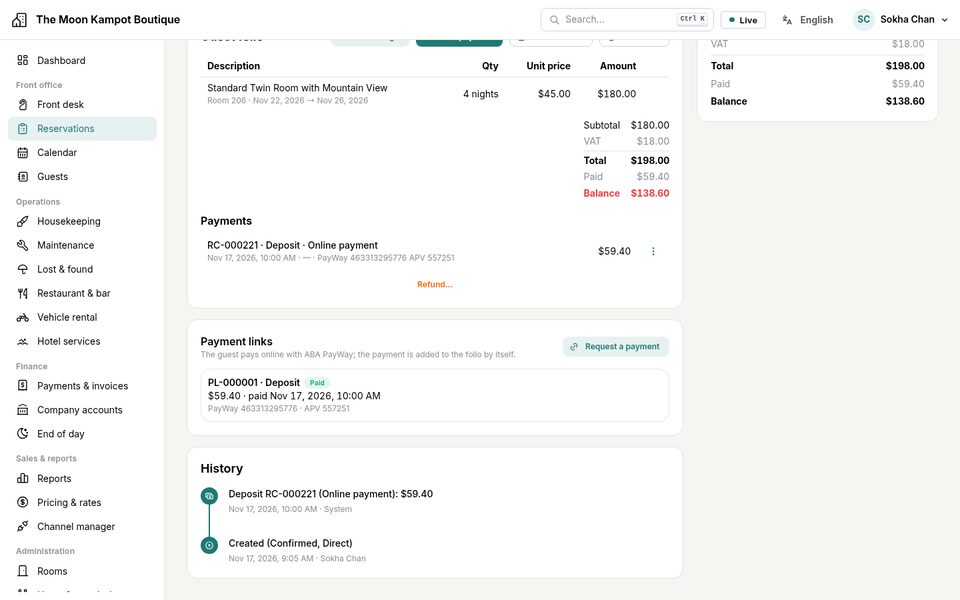 The Moon Kampot Boutique
Search...
Ctrl K
Live
English
SC
Sokha Chan
Dashboard
Front office
Front desk
Reservations
Calendar
Guests
Operations
Housekeeping
Maintenance
Lost & found
Restaurant & bar
Vehicle rental
Hotel services
Finance
Payments & invoices
Company accounts
End of day
Sales & reports
Reports
Pricing & rates
Channel manager
Administration
Rooms
Description Qty Unit price Amount
Standard Twin Room with Mountain View
Room 206 · Nov 22, 2026 → Nov 26, 2026
4 nights $45.00 $180.00
Subtotal $180.00
VAT $18.00
Total $198.00
Paid $59.40
Balance $138.60
Payments
RC-000221 · Deposit · Online payment
Nov 17, 2026, 10:00 AM · — · PayWay 463313295776 APV 557251
$59.40
Refund...
Payment links
The guest pays online with ABA PayWay; the payment is added to the folio by itself.
Request a payment
PL-000001 · Deposit Paid
$59.40 · paid Nov 17, 2026, 10:00 AM
PayWay 463313295776 · APV 557251
History
Deposit RC-000221 (Online payment): $59.40
Nov 17, 2026, 10:00 AM · System
Created (Confirmed, Direct)
Nov 17, 2026, 9:05 AM · Sokha Chan
VAT $18.00
Total $198.00
Paid $59.40
Balance $138.60